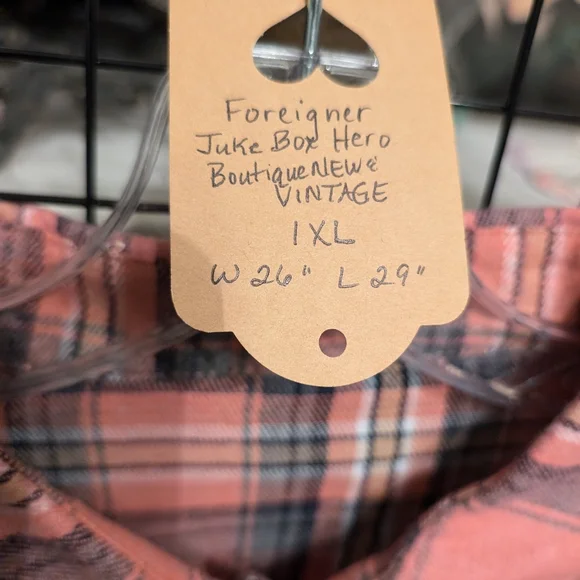 Foreigner
Juke Box Hero
Boutique NEW &
VINTAGE
1XL
W 26" L 29"